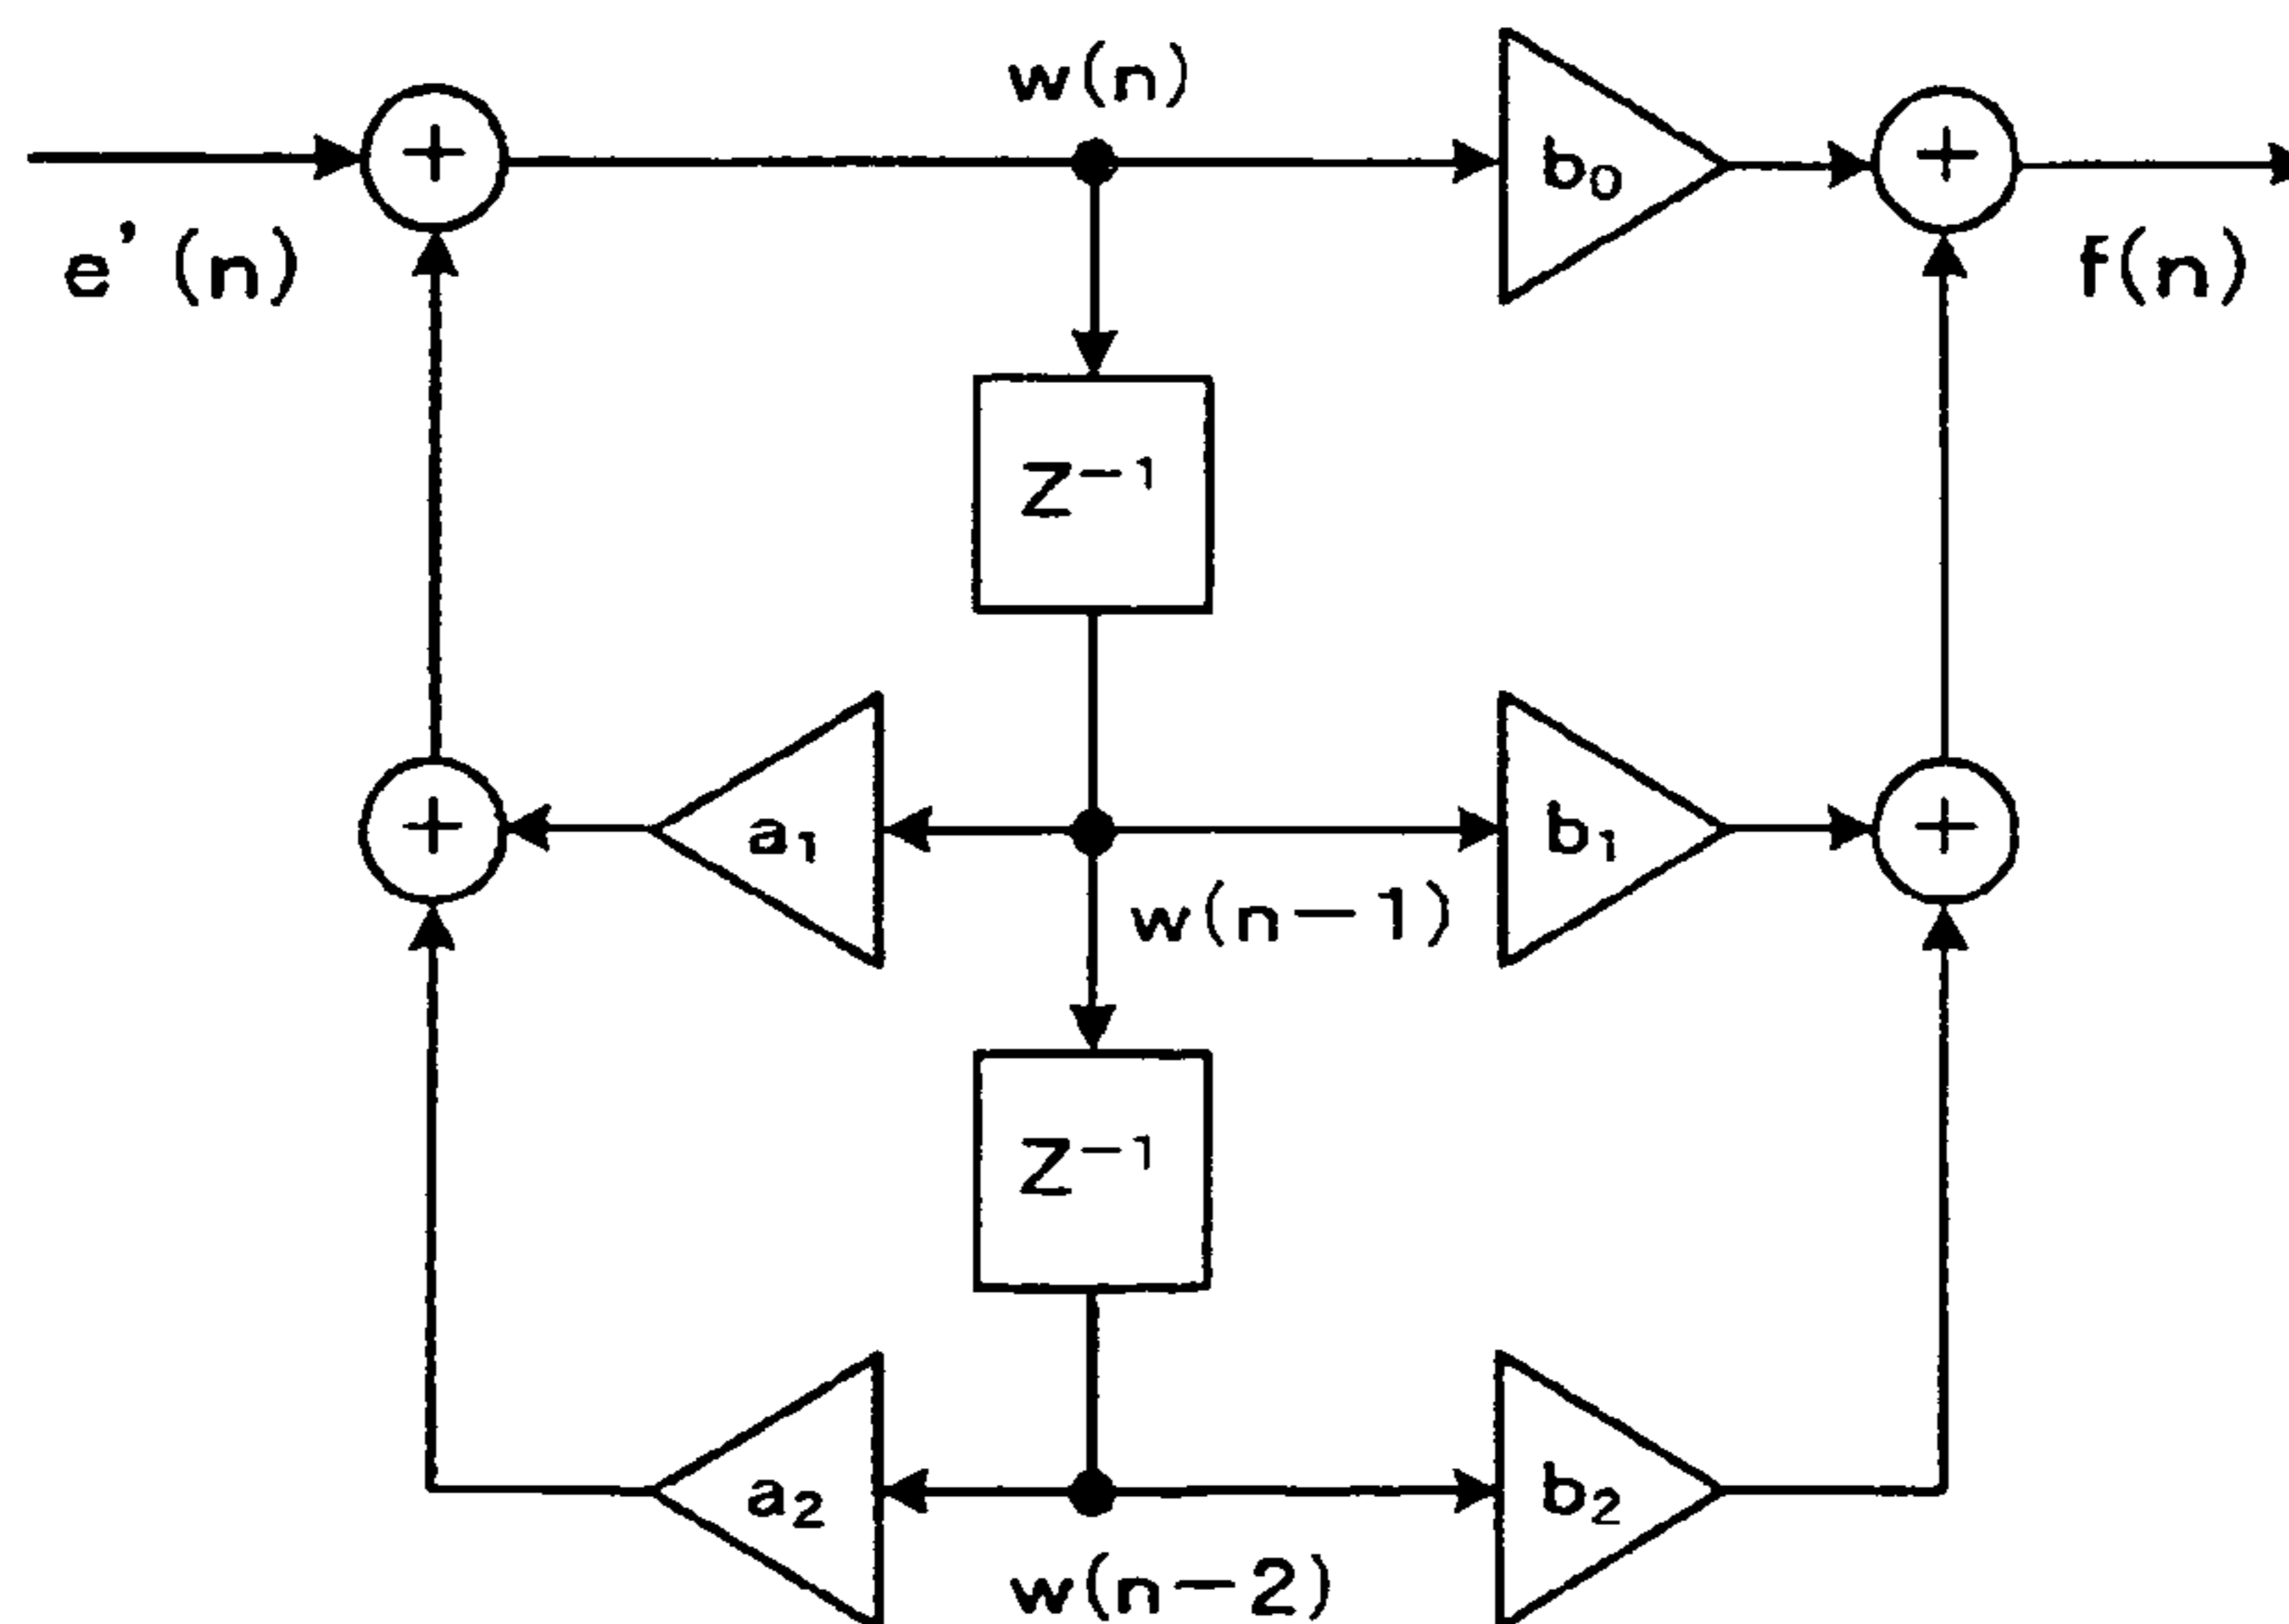 w(n)
b₀
e'(n)
f(n)
Z⁻¹
a₁
b₁
w(n−1)
Z⁻¹
a₂
b₂
w(n−2)